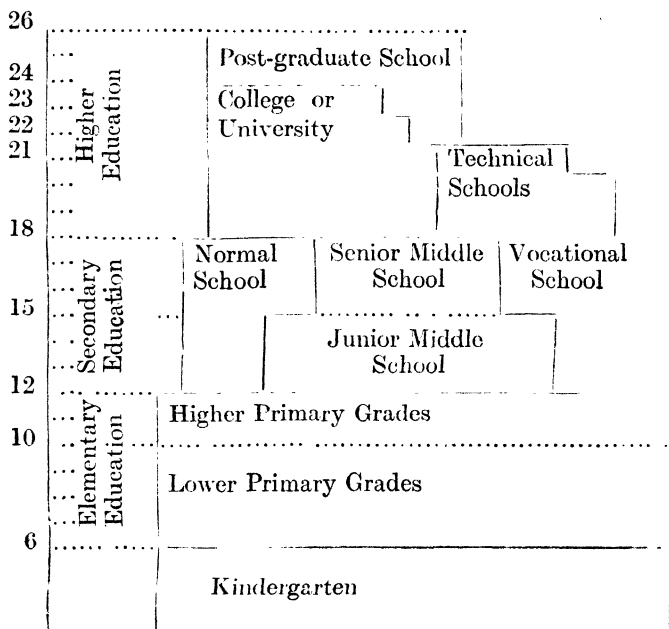 26
Post-graduate School
24
23
College or
22
University
21
Technical
Schools
Higher
Education
18
Normal
School
Senior Middle
School
Vocational
School
15
Junior Middle
School
Secondary
Education
12
Higher Primary Grades
10
Lower Primary Grades
Elementary
Education
6
Kindergarten